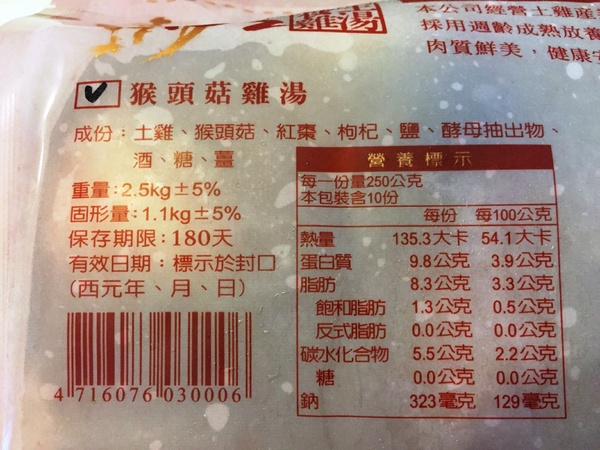 雞湯
本公司經營土雞產
採用適齡成熟放養
肉質鮮美，健康安
猴頭菇雞湯
成份：土雞、猴頭菇、紅棗、枸杞、鹽、酵母抽出物、
酒、糖、薑
重量：2.5kg±5%
固形量：1.1kg±5%
保存期限：180天
有效日期：標示於封口
(西元年、月、日)
4 716076 030006
營養標示
每一份量250公克
本包裝含10份
每份 每100公克
熱量 135.3大卡 54.1大卡
蛋白質 9.8公克 3.9公克
脂肪 8.3公克 3.3公克
飽和脂肪 1.3公克 0.5公克
反式脂肪 0.0公克 0.0公克
碳水化合物 5.5公克 2.2公克
糖 0.0公克 0.0公克
鈉 323毫克 129毫克